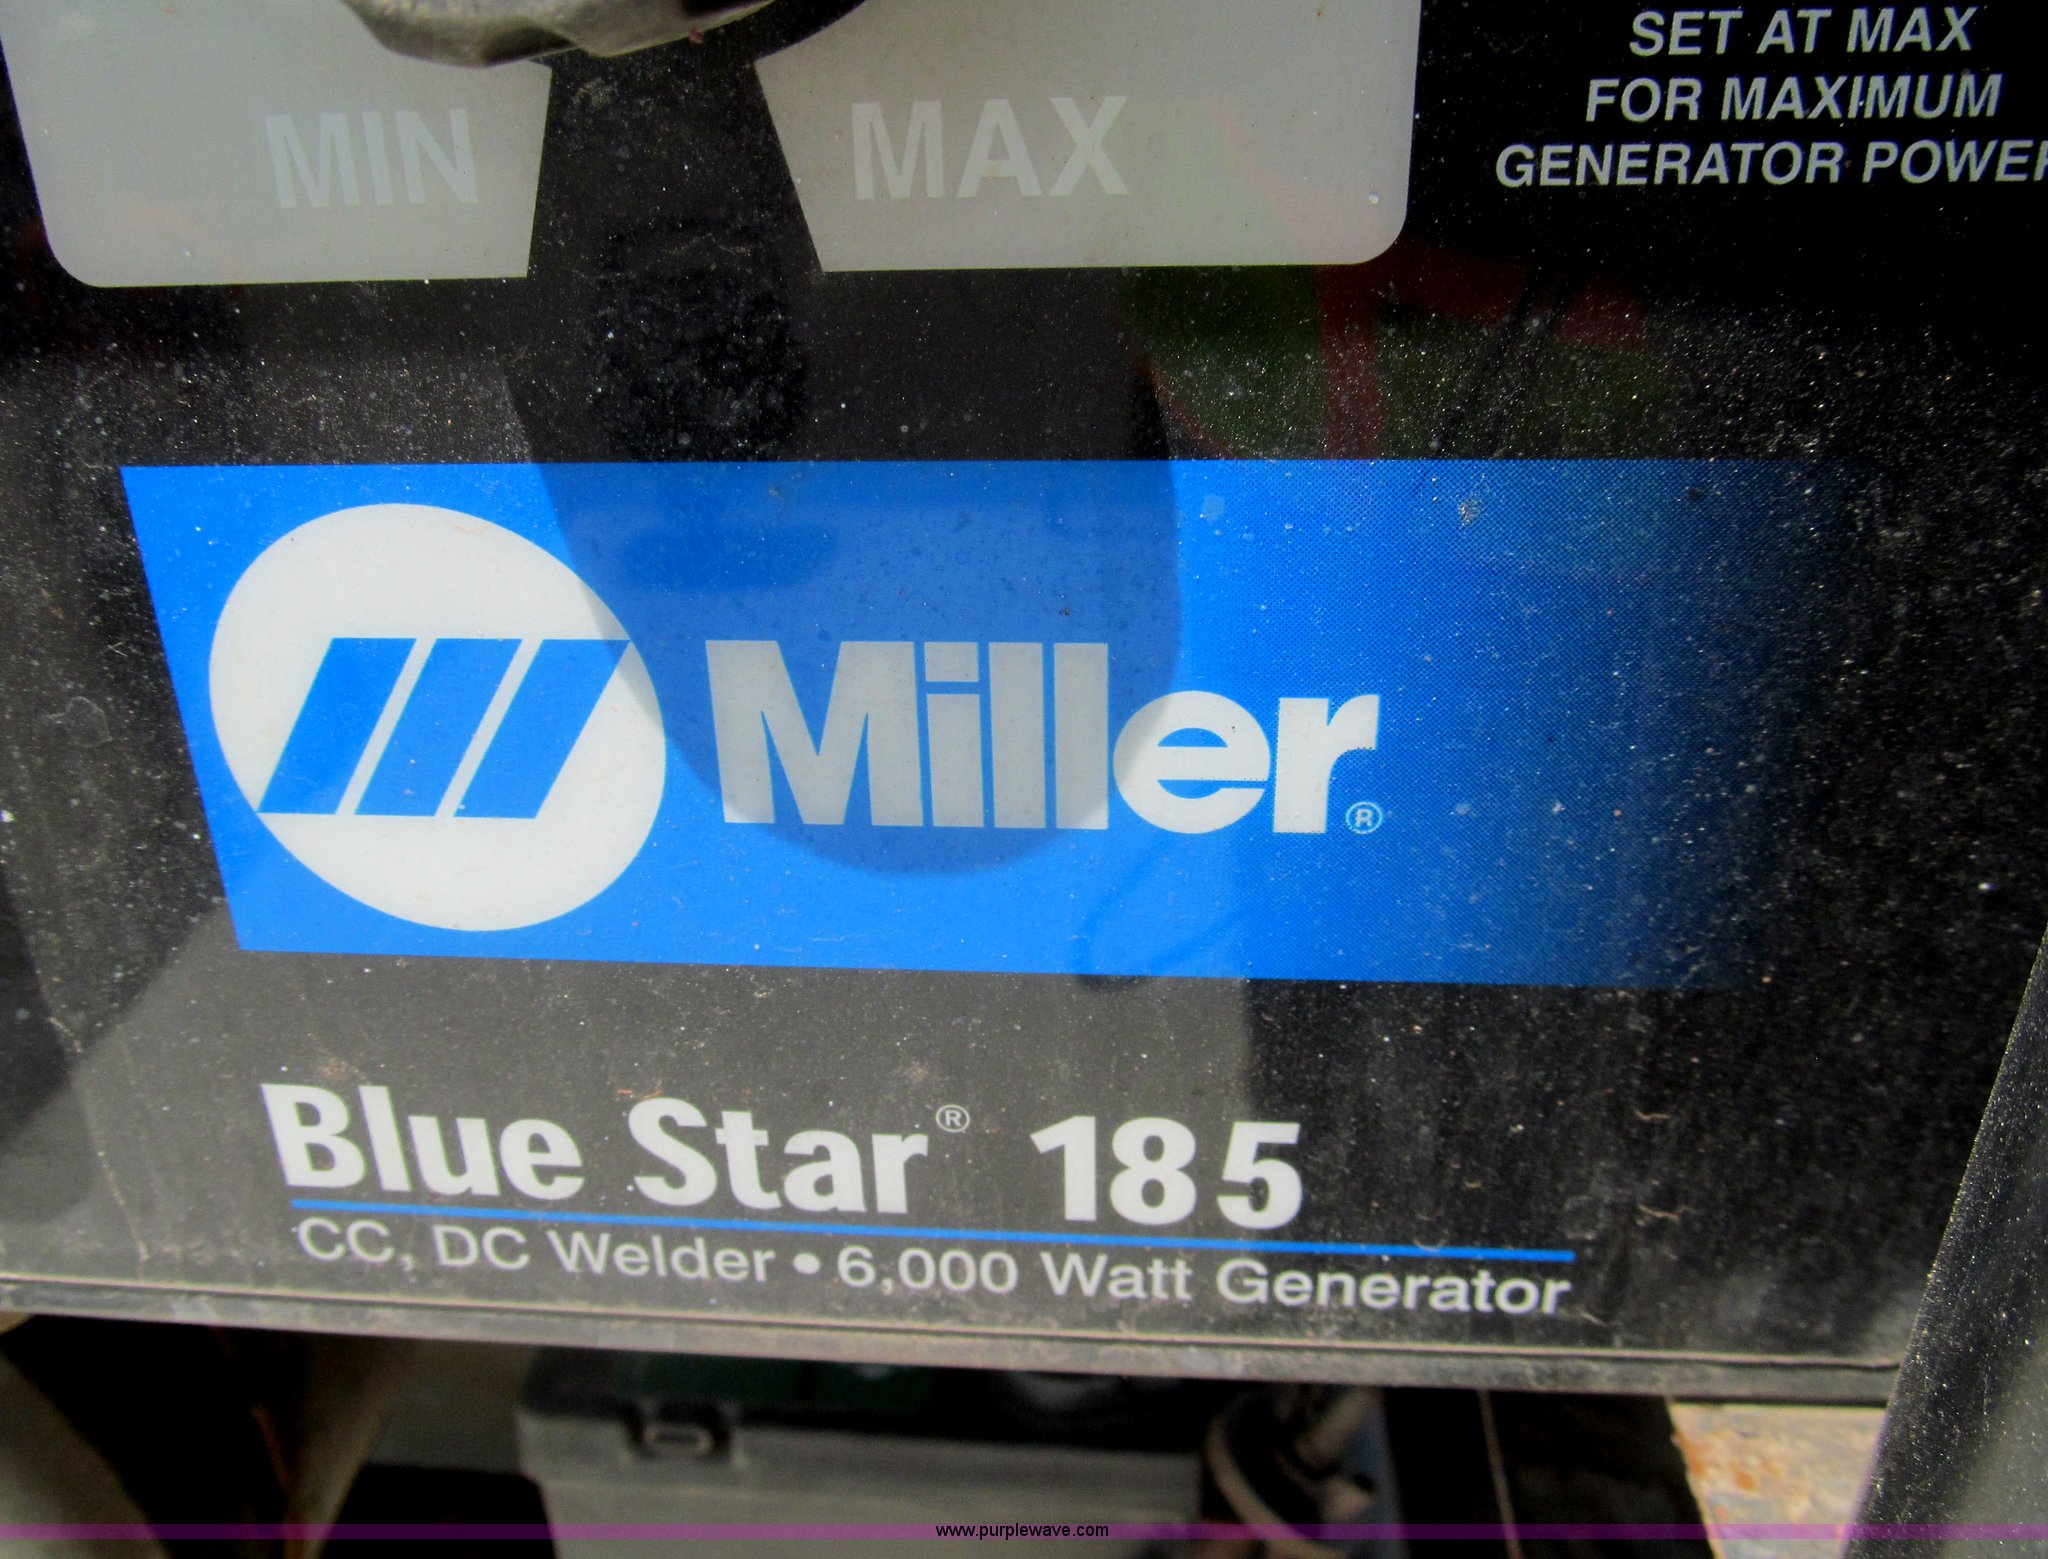 SET AT MAX
FOR MAXIMUM
GENERATOR POWER
MIN MAX
Miller®
Blue Star® 185
CC, DC Welder • 6,000 Watt Generator
www.purplewave.com